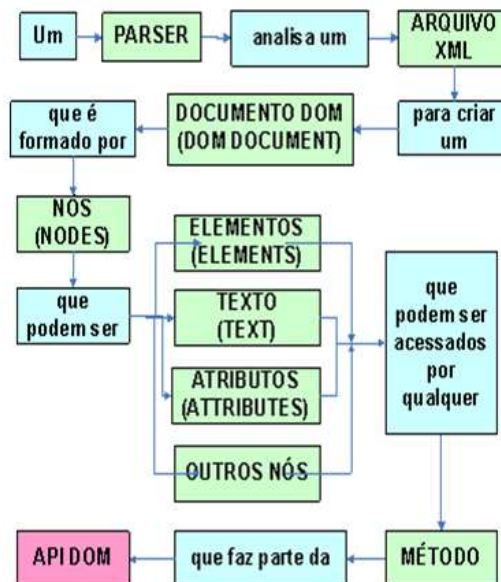 Um
PARSER
analisa um
ARQUIVO
XML
para criar
um
DOCUMENTO DOM
(DOM DOCUMENT)
que é
formado por
NÓS
(NODES)
que
podem ser
ELEMENTOS
(ELEMENTS)
TEXTO
(TEXT)
ATRIBUTOS
(ATTRIBUTES)
OUTROS NÓS
que
podem ser
acessados
por
qualquer
MÉTODO
que faz parte da
API DOM